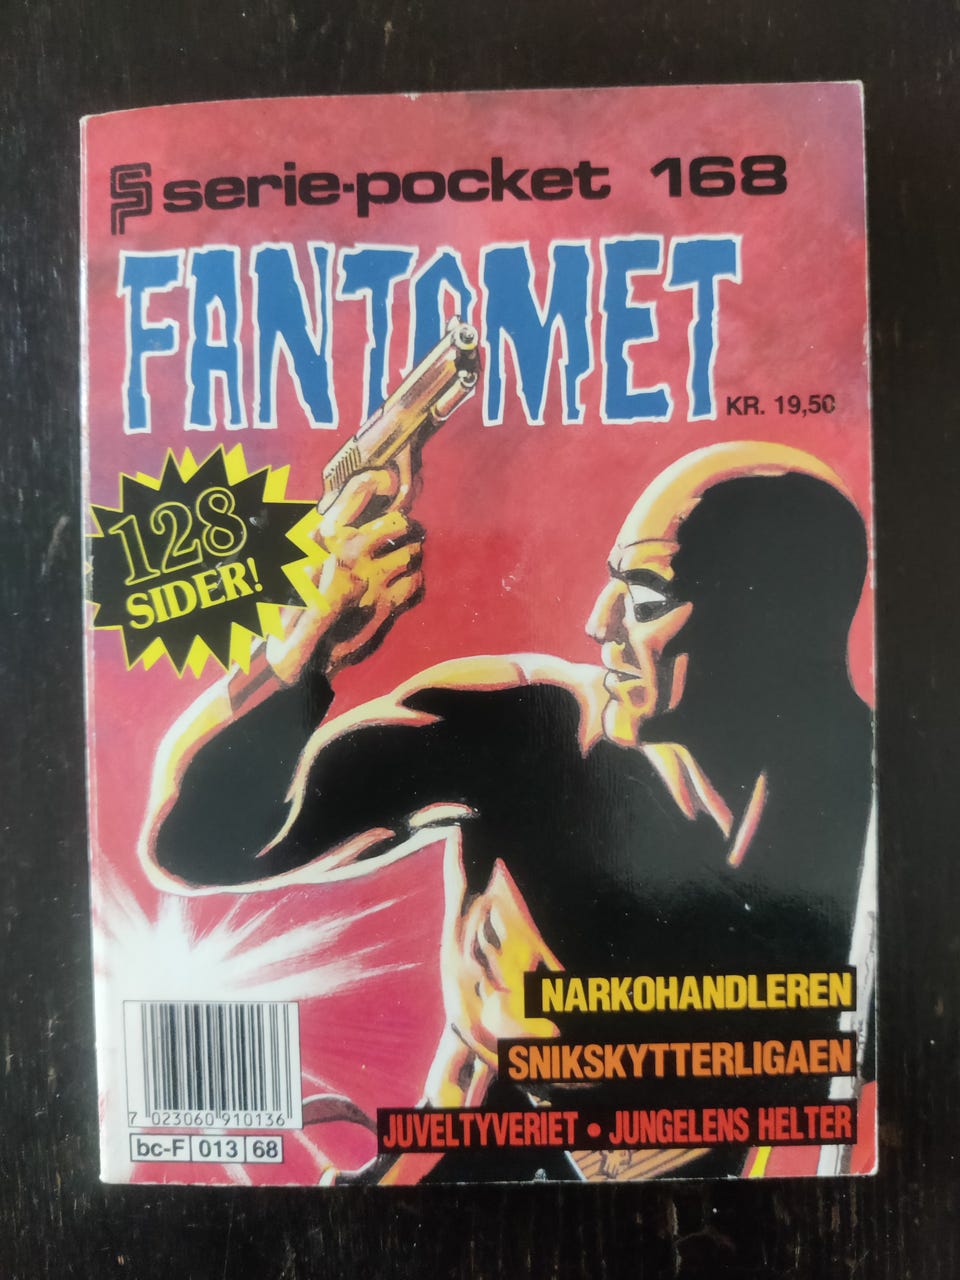 serie-pocket 168
FANTOMET
KR. 19,50
128
SIDER!
NARKOHANDLEREN
SNIKSKYTTERLIGAEN
JUVELTYVERIET • JUNGELENS HELTER
7 023060 910136
bc-F 013 68